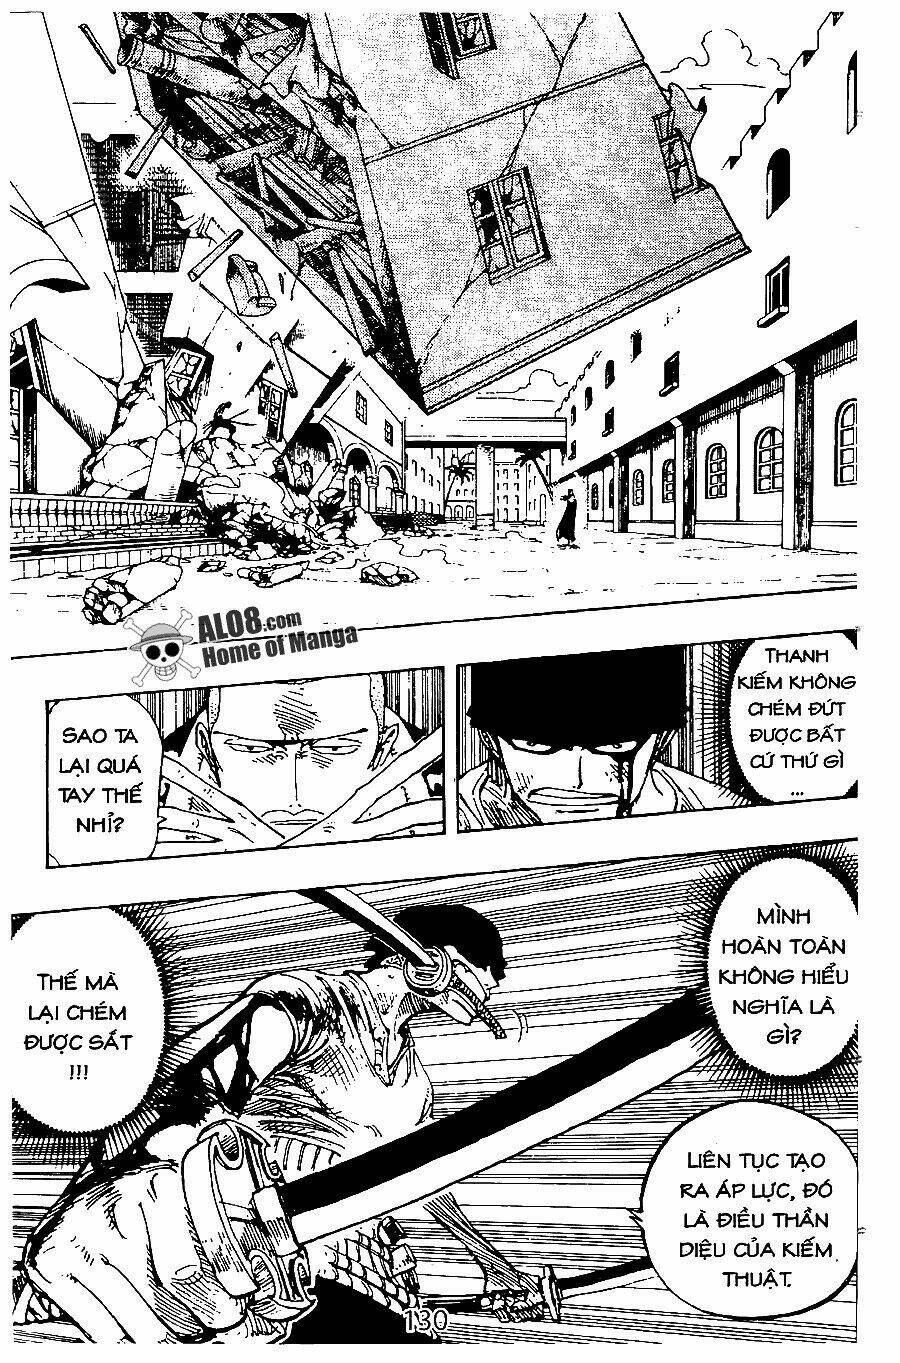 AL08.com
Home of Manga
THANH
KIẾM KHÔNG
CHÉM ĐỨT
ĐƯỢC BẤT
CỨ THỨ GÌ
...
SAO TA
LẠI QUÁ
TAY THẾ
NHỈ?
MÌNH
HOÀN TOÀN
KHÔNG HIỂU
NGHĨA LÀ
GÌ?
THẾ MÀ
LẠI CHÉM
ĐƯỢC SẮT
!!!
LIÊN TỤC TẠO
RA ÁP LỰC, ĐÓ
LÀ ĐIỀU THẦN
DIỆU CỦA KIẾM
THUẬT.
130